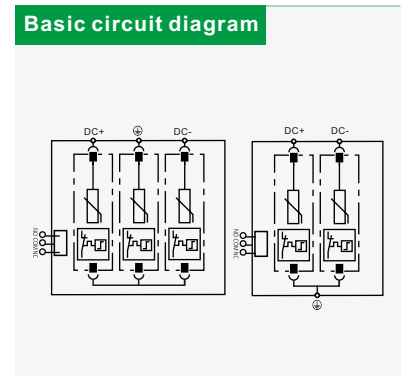 Basic circuit diagram
DC+ DC-
NO COM NC
DC+ DC-
NO COM NC